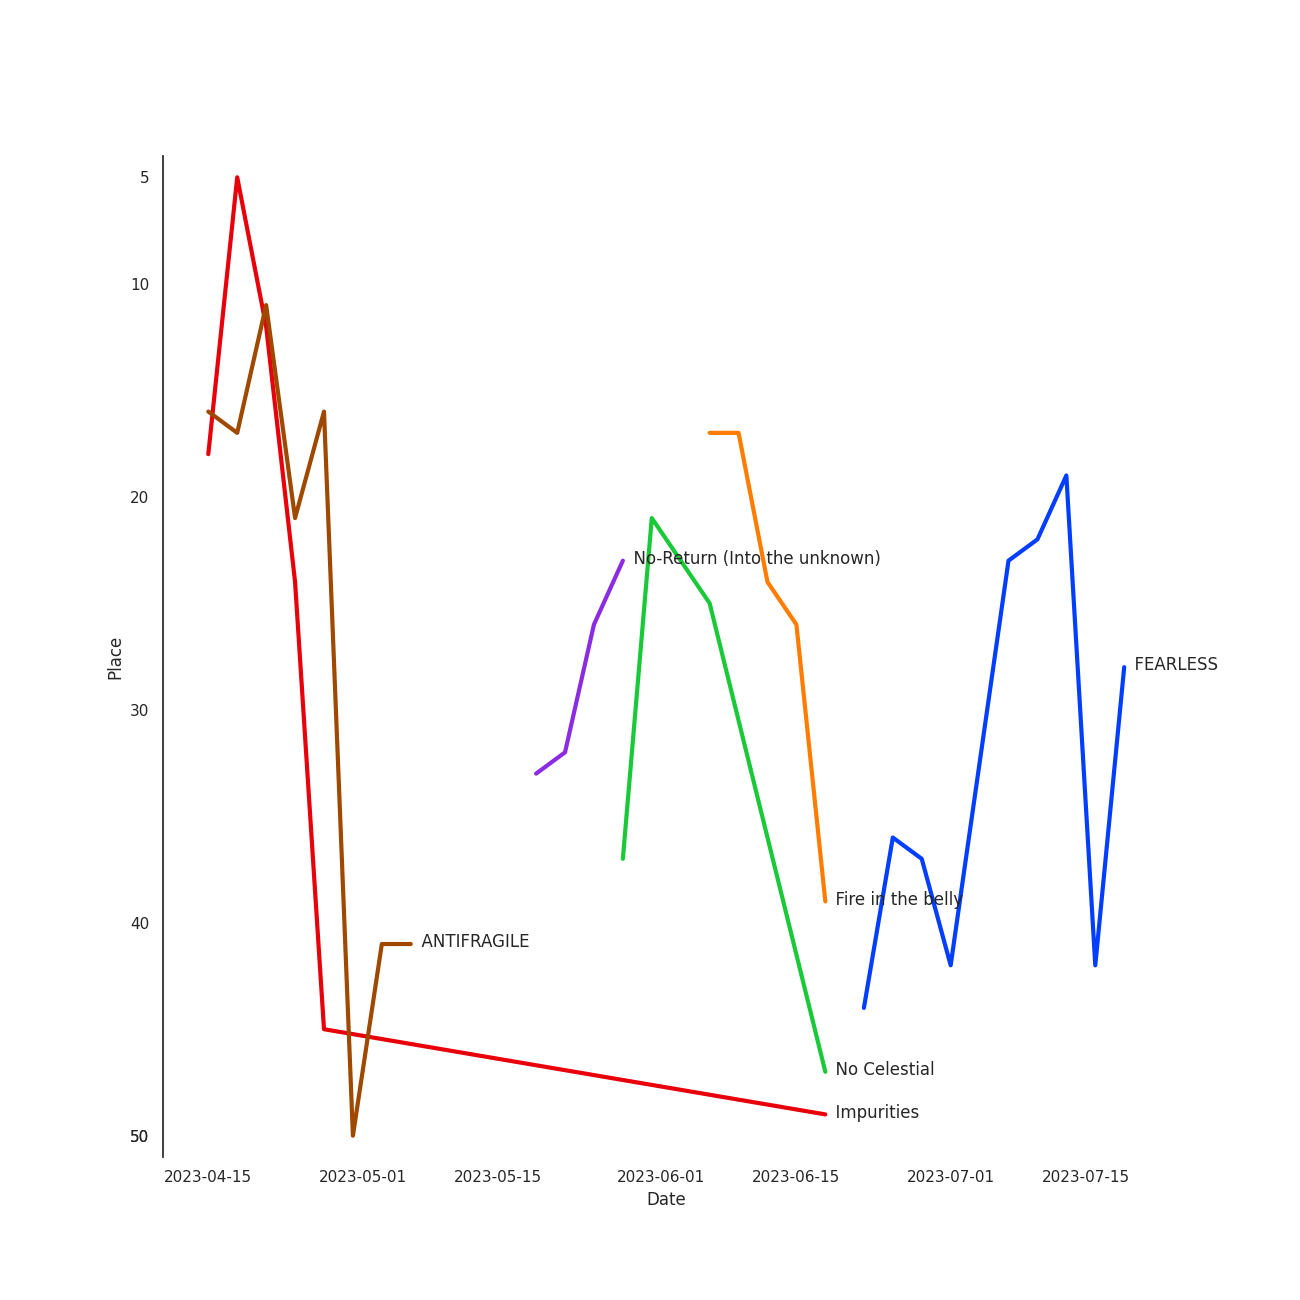 5
10
20
30
40
50
Place
No-Return (Into the unknown)
FEARLESS
Fire in the belly
ANTIFRAGILE
No Celestial
Impurities
2023-04-15 2023-05-01 2023-05-15 2023-06-01 2023-06-15 2023-07-01 2023-07-15
Date